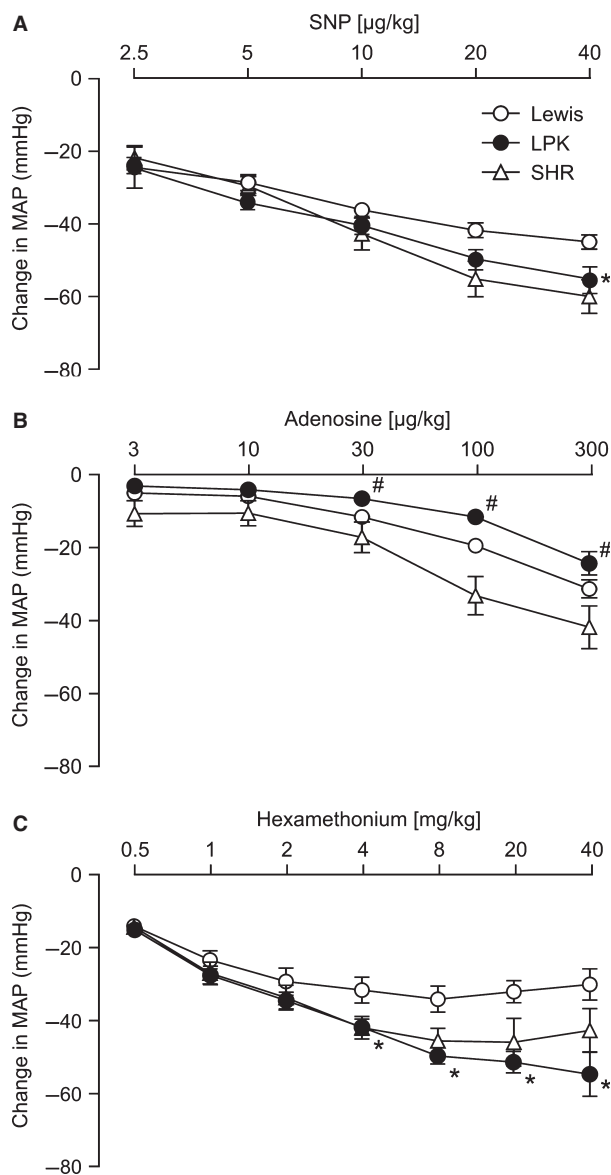 A
SNP [µg/kg]
2.5 5 10 20 40
0
–20
–40
–60
–80
Change in MAP (mmHg)
Lewis
LPK
SHR
*
B
Adenosine [µg/kg]
3 10 30 100 300
0
–20
–40
–60
–80
Change in MAP (mmHg)
# # #
C
Hexamethonium [mg/kg]
0.5 1 2 4 8 20 40
0
–20
–40
–60
–80
Change in MAP (mmHg)
* * * *